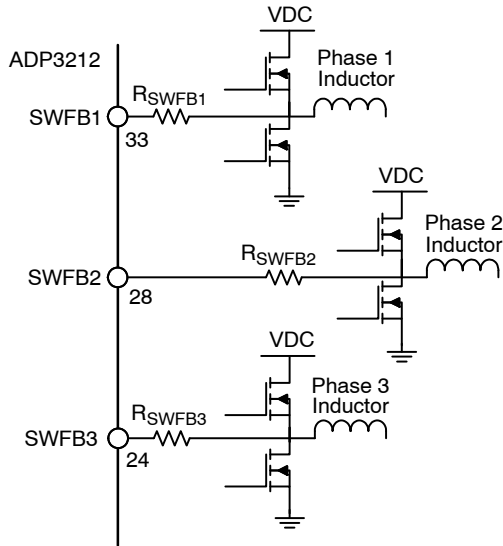 VDC
ADP3212
Phase 1
Inductor
RSWFB1
SWFB1
33
VDC
Phase 2
Inductor
RSWFB2
SWFB2
28
VDC
Phase 3
Inductor
RSWFB3
SWFB3
24